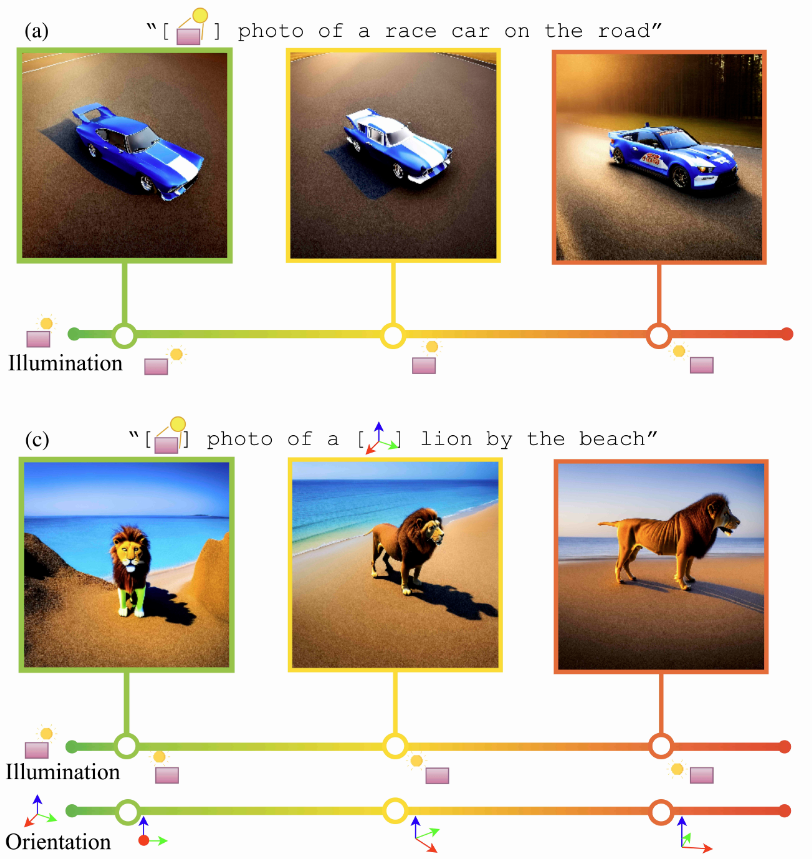 (a) “[ ] photo of a race car on the road”
Illumination
(c) “[ ] photo of a [ ] lion by the beach”
Illumination
Orientation